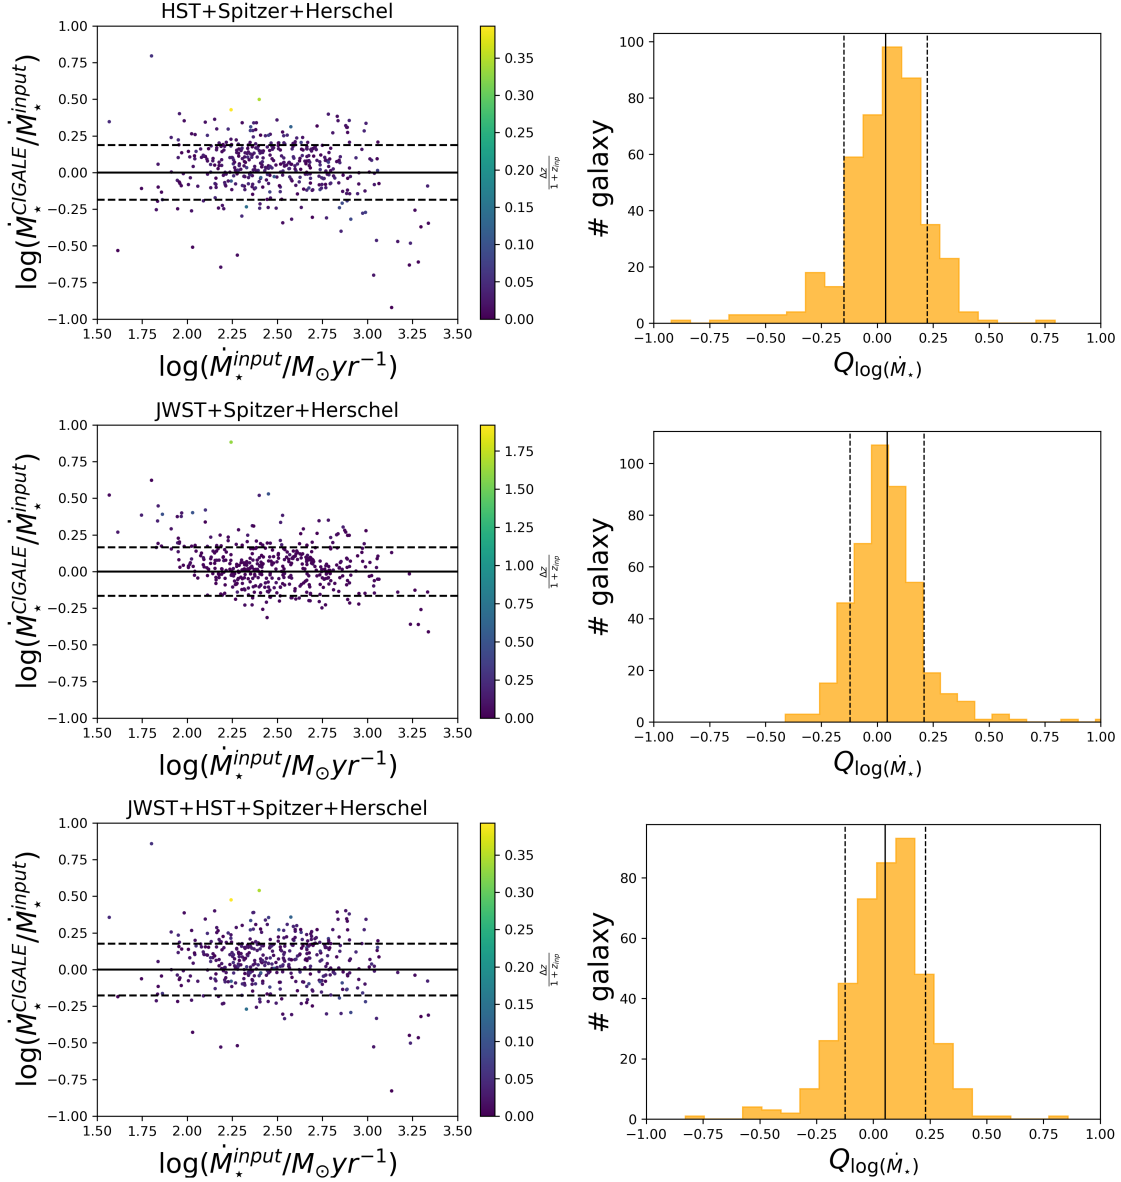 HST+Spitzer+Herschel
1.00
0.75
0.50
0.25
0.00
−0.25
−0.50
−0.75
−1.00
log(Ṁ⋆^CIGALE/Ṁ⋆^input)
1.50 1.75 2.00 2.25 2.50 2.75 3.00 3.25 3.50
log(Ṁ⋆^input/M⊙yr^−1)
0.35
0.30
0.25
0.20
0.15
0.10
0.05
0.00
Δz
1 + z_inp
100
80
60
40
20
0
# galaxy
−1.00 −0.75 −0.50 −0.25 0.00 0.25 0.50 0.75 1.00
Q_log(Ṁ⋆)
JWST+Spitzer+Herschel
1.00
0.75
0.50
0.25
0.00
−0.25
−0.50
−0.75
−1.00
log(Ṁ⋆^CIGALE/Ṁ⋆^input)
1.50 1.75 2.00 2.25 2.50 2.75 3.00 3.25 3.50
log(Ṁ⋆^input/M⊙yr^−1)
1.75
1.50
1.25
1.00
0.75
0.50
0.25
0.00
Δz
1 + z_inp
100
80
60
40
20
0
# galaxy
−1.00 −0.75 −0.50 −0.25 0.00 0.25 0.50 0.75 1.00
Q_log(Ṁ⋆)
JWST+HST+Spitzer+Herschel
1.00
0.75
0.50
0.25
0.00
−0.25
−0.50
−0.75
−1.00
log(Ṁ⋆^CIGALE/Ṁ⋆^input)
1.50 1.75 2.00 2.25 2.50 2.75 3.00 3.25 3.50
log(Ṁ⋆^input/M⊙yr^−1)
0.35
0.30
0.25
0.20
0.15
0.10
0.05
0.00
Δz
1 + z_inp
80
60
40
20
0
# galaxy
−1.00 −0.75 −0.50 −0.25 0.00 0.25 0.50 0.75 1.00
Q_log(Ṁ⋆)